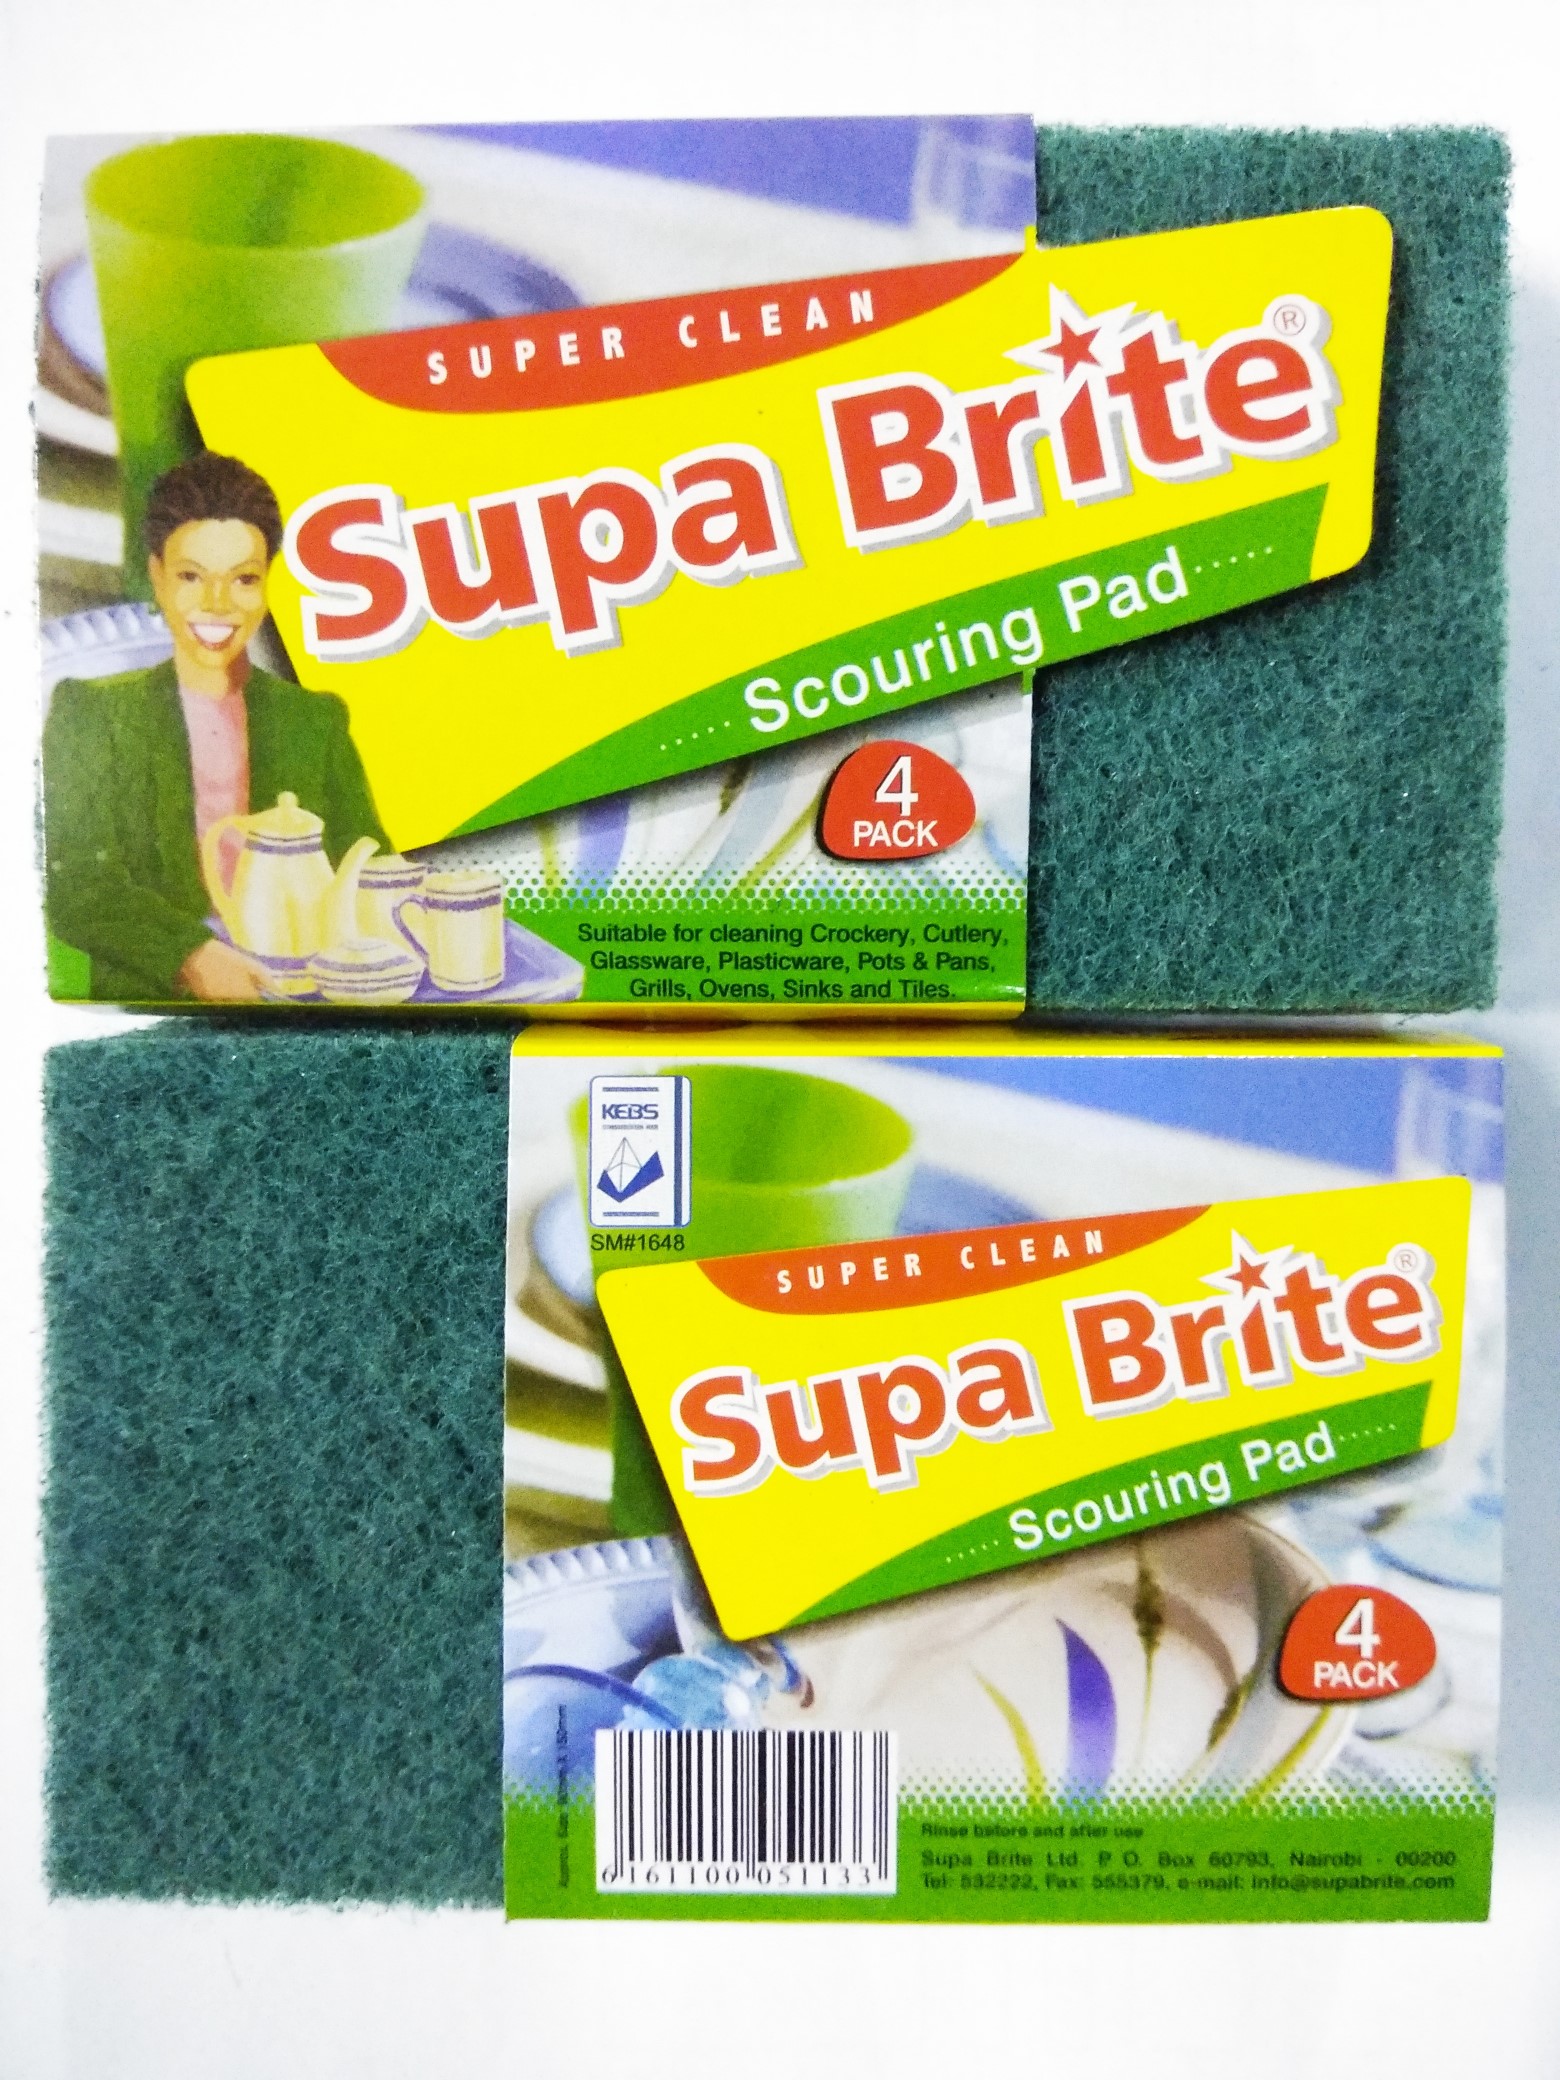 SUPER CLEAN
Supa Brite®
Scouring Pad
4
PACK
Suitable for cleaning Crockery, Cutlery,
Glassware, Plasticware, Pots & Pans,
Grills, Ovens, Sinks and Tiles.
KEBS
SM#1648
SUPER CLEAN
Supa Brite®
Scouring Pad
4
PACK
6161100051133
Rinse before and after use
Supa Brite Ltd. P O. Box 60793, Nairobi - 00200
Tel: 532222, Fax: 555379, e-mail: info@supabrite.com